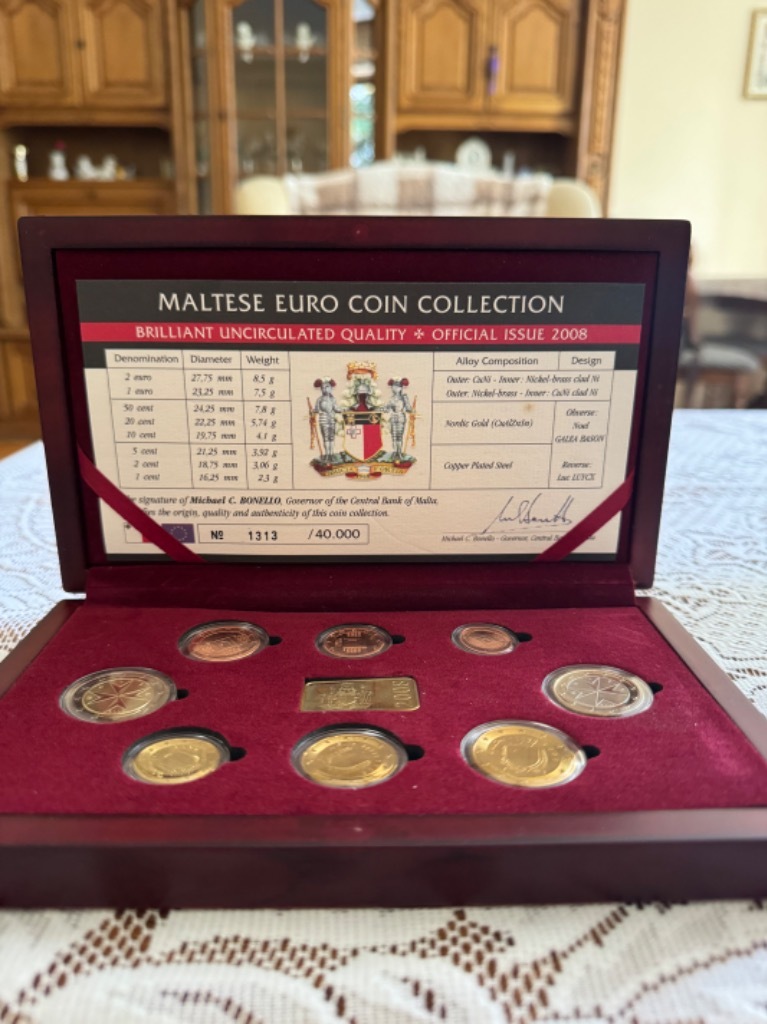 MALTESE EURO COIN COLLECTION
BRILLIANT UNCIRCULATED QUALITY ✠ OFFICIAL ISSUE 2008
Denomination Diameter Weight Alloy Composition Design
2 euro 27,75 mm 8,5 g Outer: CuNi - Inner: Nickel-brass clad Ni
1 euro 23,25 mm 7,5 g Outer: Nickel-brass - Inner: CuNi clad Ni
50 cent 24,25 mm 7,8 g
20 cent 22,25 mm 5,74 g Nordic Gold (CuAlZnSn)
10 cent 19,75 mm 4,1 g
Obverse:
Noel
GALEA BASON
5 cent 21,25 mm 3,92 g
2 cent 18,75 mm 3,06 g Copper Plated Steel
1 cent 16,25 mm 2,3 g
Reverse:
Luc LUYCX
signature of Michael C. BONELLO, Governor of the Central Bank of Malta,
the origin, quality and authenticity of this coin collection.
Nº 1313 /40.000
Michael C. Bonello - Governor, Central
2008